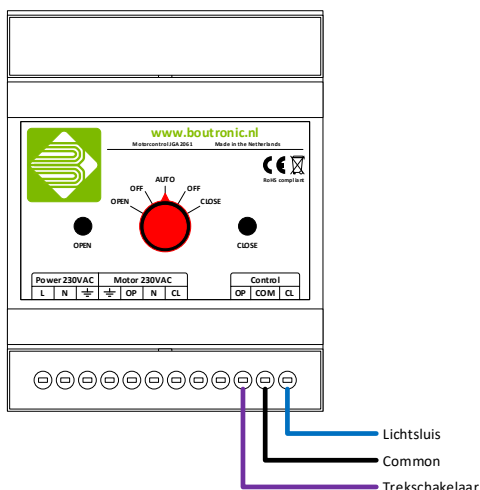 www.boutronic.nl
Motorcontrol JGA2061 Made in the Netherlands
RoHS compliant
AUTO
OFF OFF
OPEN CLOSE
OPEN CLOSE
Power 230VAC Motor 230VAC Control
L N OP N CL OP COM CL
Lichtsluis
Common
Trekschakelaar